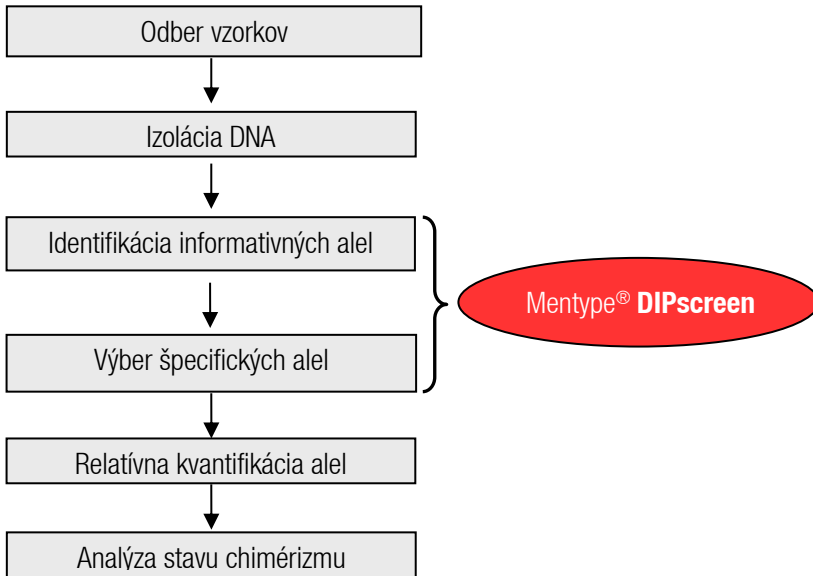 Odber vzorkov
Izolácia DNA
Identifikácia informatívnych alel
Mentype® DIPscreen
Výber špecifických alel
Relatívna kvantifikácia alel
Analýza stavu chimérizmu